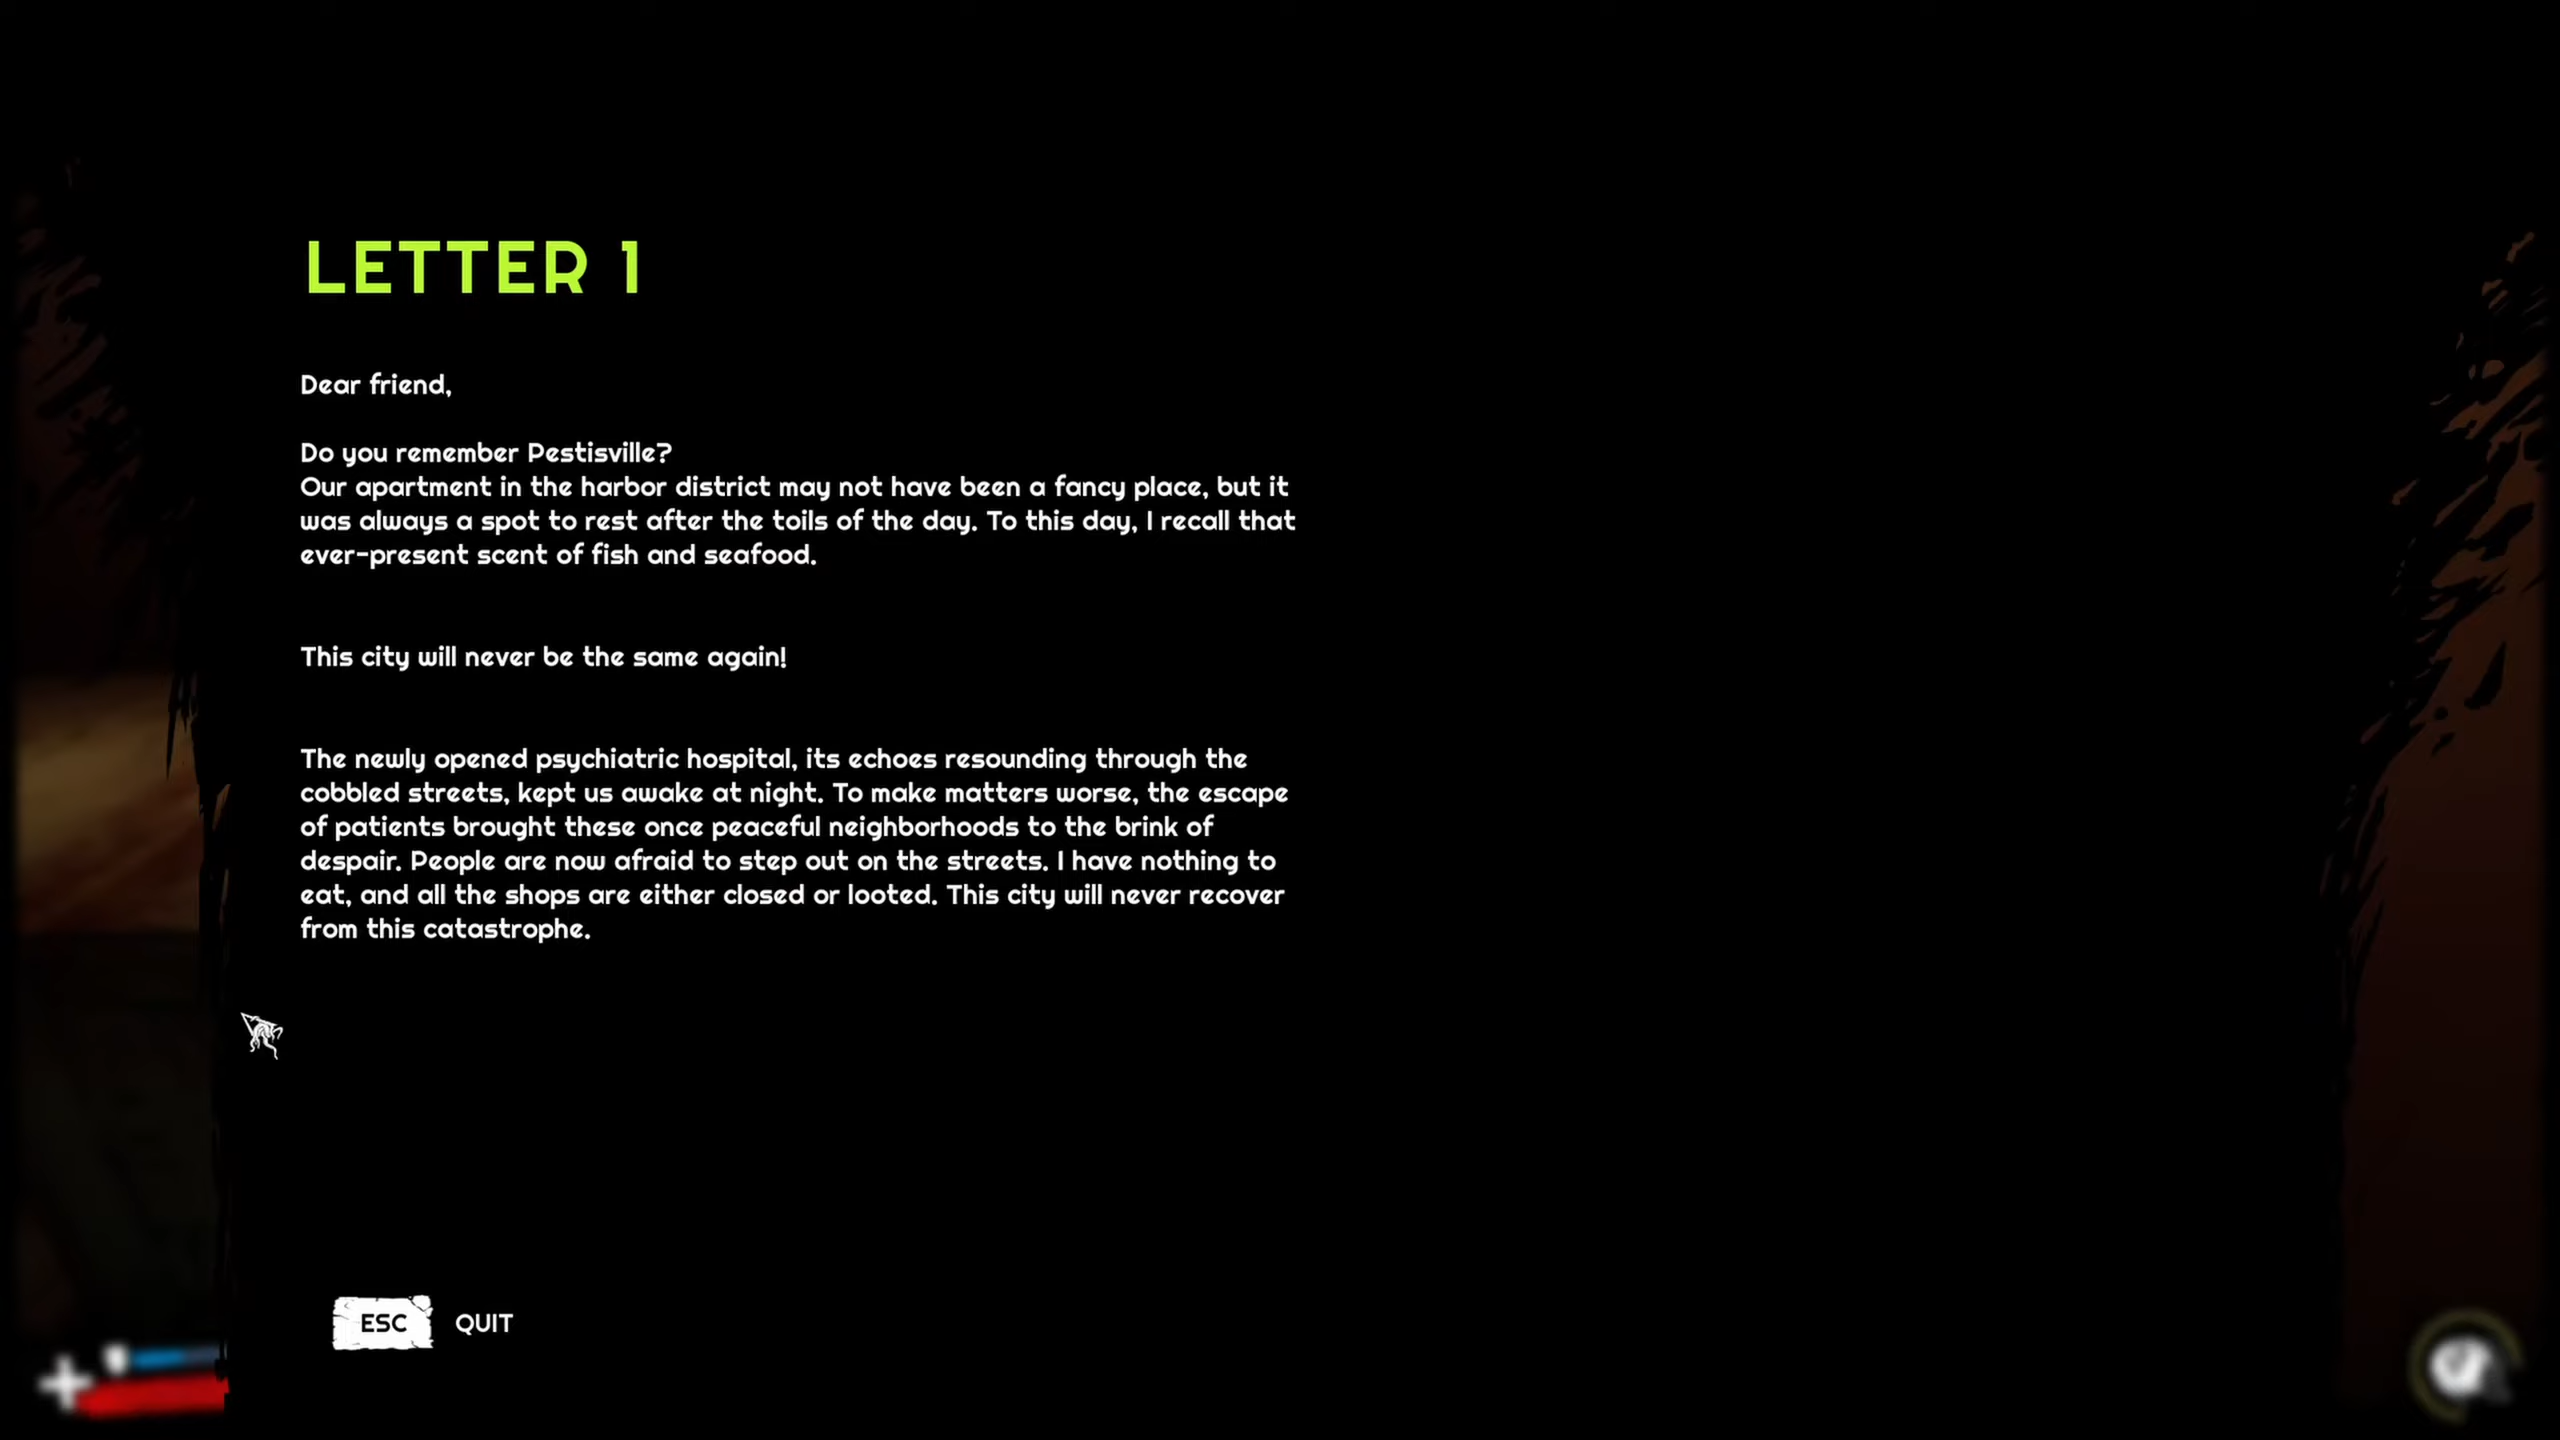 LETTER 1
Dear friend,
Do you remember Pestisville?
Our apartment in the harbor district may not have been a fancy place, but it
was always a spot to rest after the toils of the day. To this day, I recall that
ever-present scent of fish and seafood.
This city will never be the same again!
The newly opened psychiatric hospital, its echoes resounding through the
cobbled streets, kept us awake at night. To make matters worse, the escape
of patients brought these once peaceful neighborhoods to the brink of
despair. People are now afraid to step out on the streets. I have nothing to
eat, and all the shops are either closed or looted. This city will never recover
from this catastrophe.
ESC QUIT